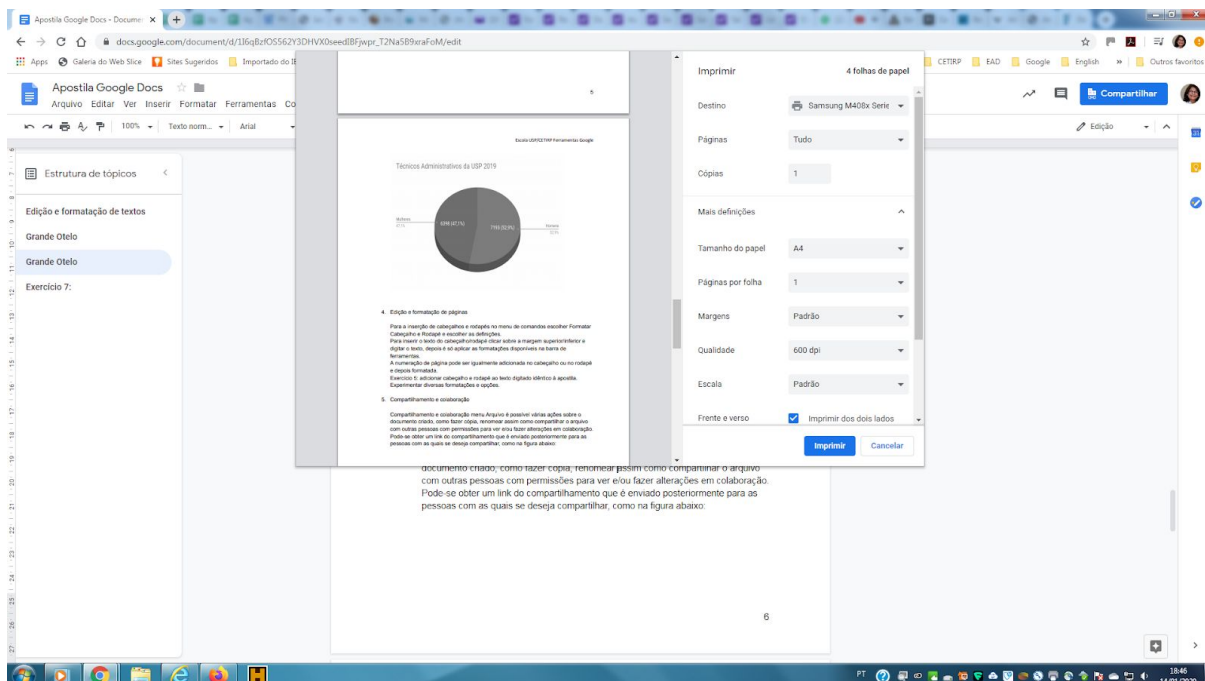 Apostila Google Docs - Docume
docs.google.com/document/d/1I6qBzfOS562Y3DHVX0seedIBFjwpr_T2Na5B9xraFoM/edit
Apps Galeria do Web Slice Sites Sugeridos Importado do IE CETIRP EAD Google English » Outros favoritos
Apostila Google Docs
Arquivo Editar Ver Inserir Formatar Ferramentas Co
Compartilhar
100% Texto norm... Arial
Edição
Estrutura de tópicos
Edição e formatação de textos
Grande Otelo
Grande Otelo
Exercício 7:
5
Escola USP/CETIRP Ferramentas Google
Técnicos Administrativos da USP 2019
4. Edição e formatação de páginas
Para a inserção de cabeçalhos e rodapés no menu de comandos escolher Formatar
Cabeçalho e Rodapé e escolher as definições.
Para inserir o texto do cabeçalho/rodapé clicar sobre a margem superior/inferior e
digitar o texto, depois é só aplicar as formatações disponíveis na barra de
ferramentas.
A numeração de página pode ser igualmente adicionada no cabeçalho ou no rodapé
e depois formatada.
Exercício 6: adicionar cabeçalho e rodapé ao texto digitado idêntico à apostila.
Experimentar diversas formatações e opções.
5. Compartilhamento e colaboração
Compartilhamento e colaboração menu Arquivo é possível várias ações sobre o
documento criado, como fazer cópia, renomear assim como compartilhar o arquivo
com outras pessoas com permissões para ver e/ou fazer alterações em colaboração.
Pode-se obter um link do compartilhamento que é enviado posteriormente para as
pessoas com as quais se deseja compartilhar, como na figura abaixo:
Imprimir 4 folhas de papel
Destino Samsung M408x Serie
Páginas Tudo
Cópias 1
Mais definições
Tamanho do papel A4
Páginas por folha 1
Margens Padrão
Qualidade 600 dpi
Escala Padrão
Frente e verso Imprimir dos dois lados
Imprimir Cancelar
documento criado, como fazer cópia, renomear assim como compartilhar o arquivo
com outras pessoas com permissões para ver e/ou fazer alterações em colaboração.
Pode-se obter um link do compartilhamento que é enviado posteriormente para as
pessoas com as quais se deseja compartilhar, como na figura abaixo:
6
PT
18:46
14/01/2020